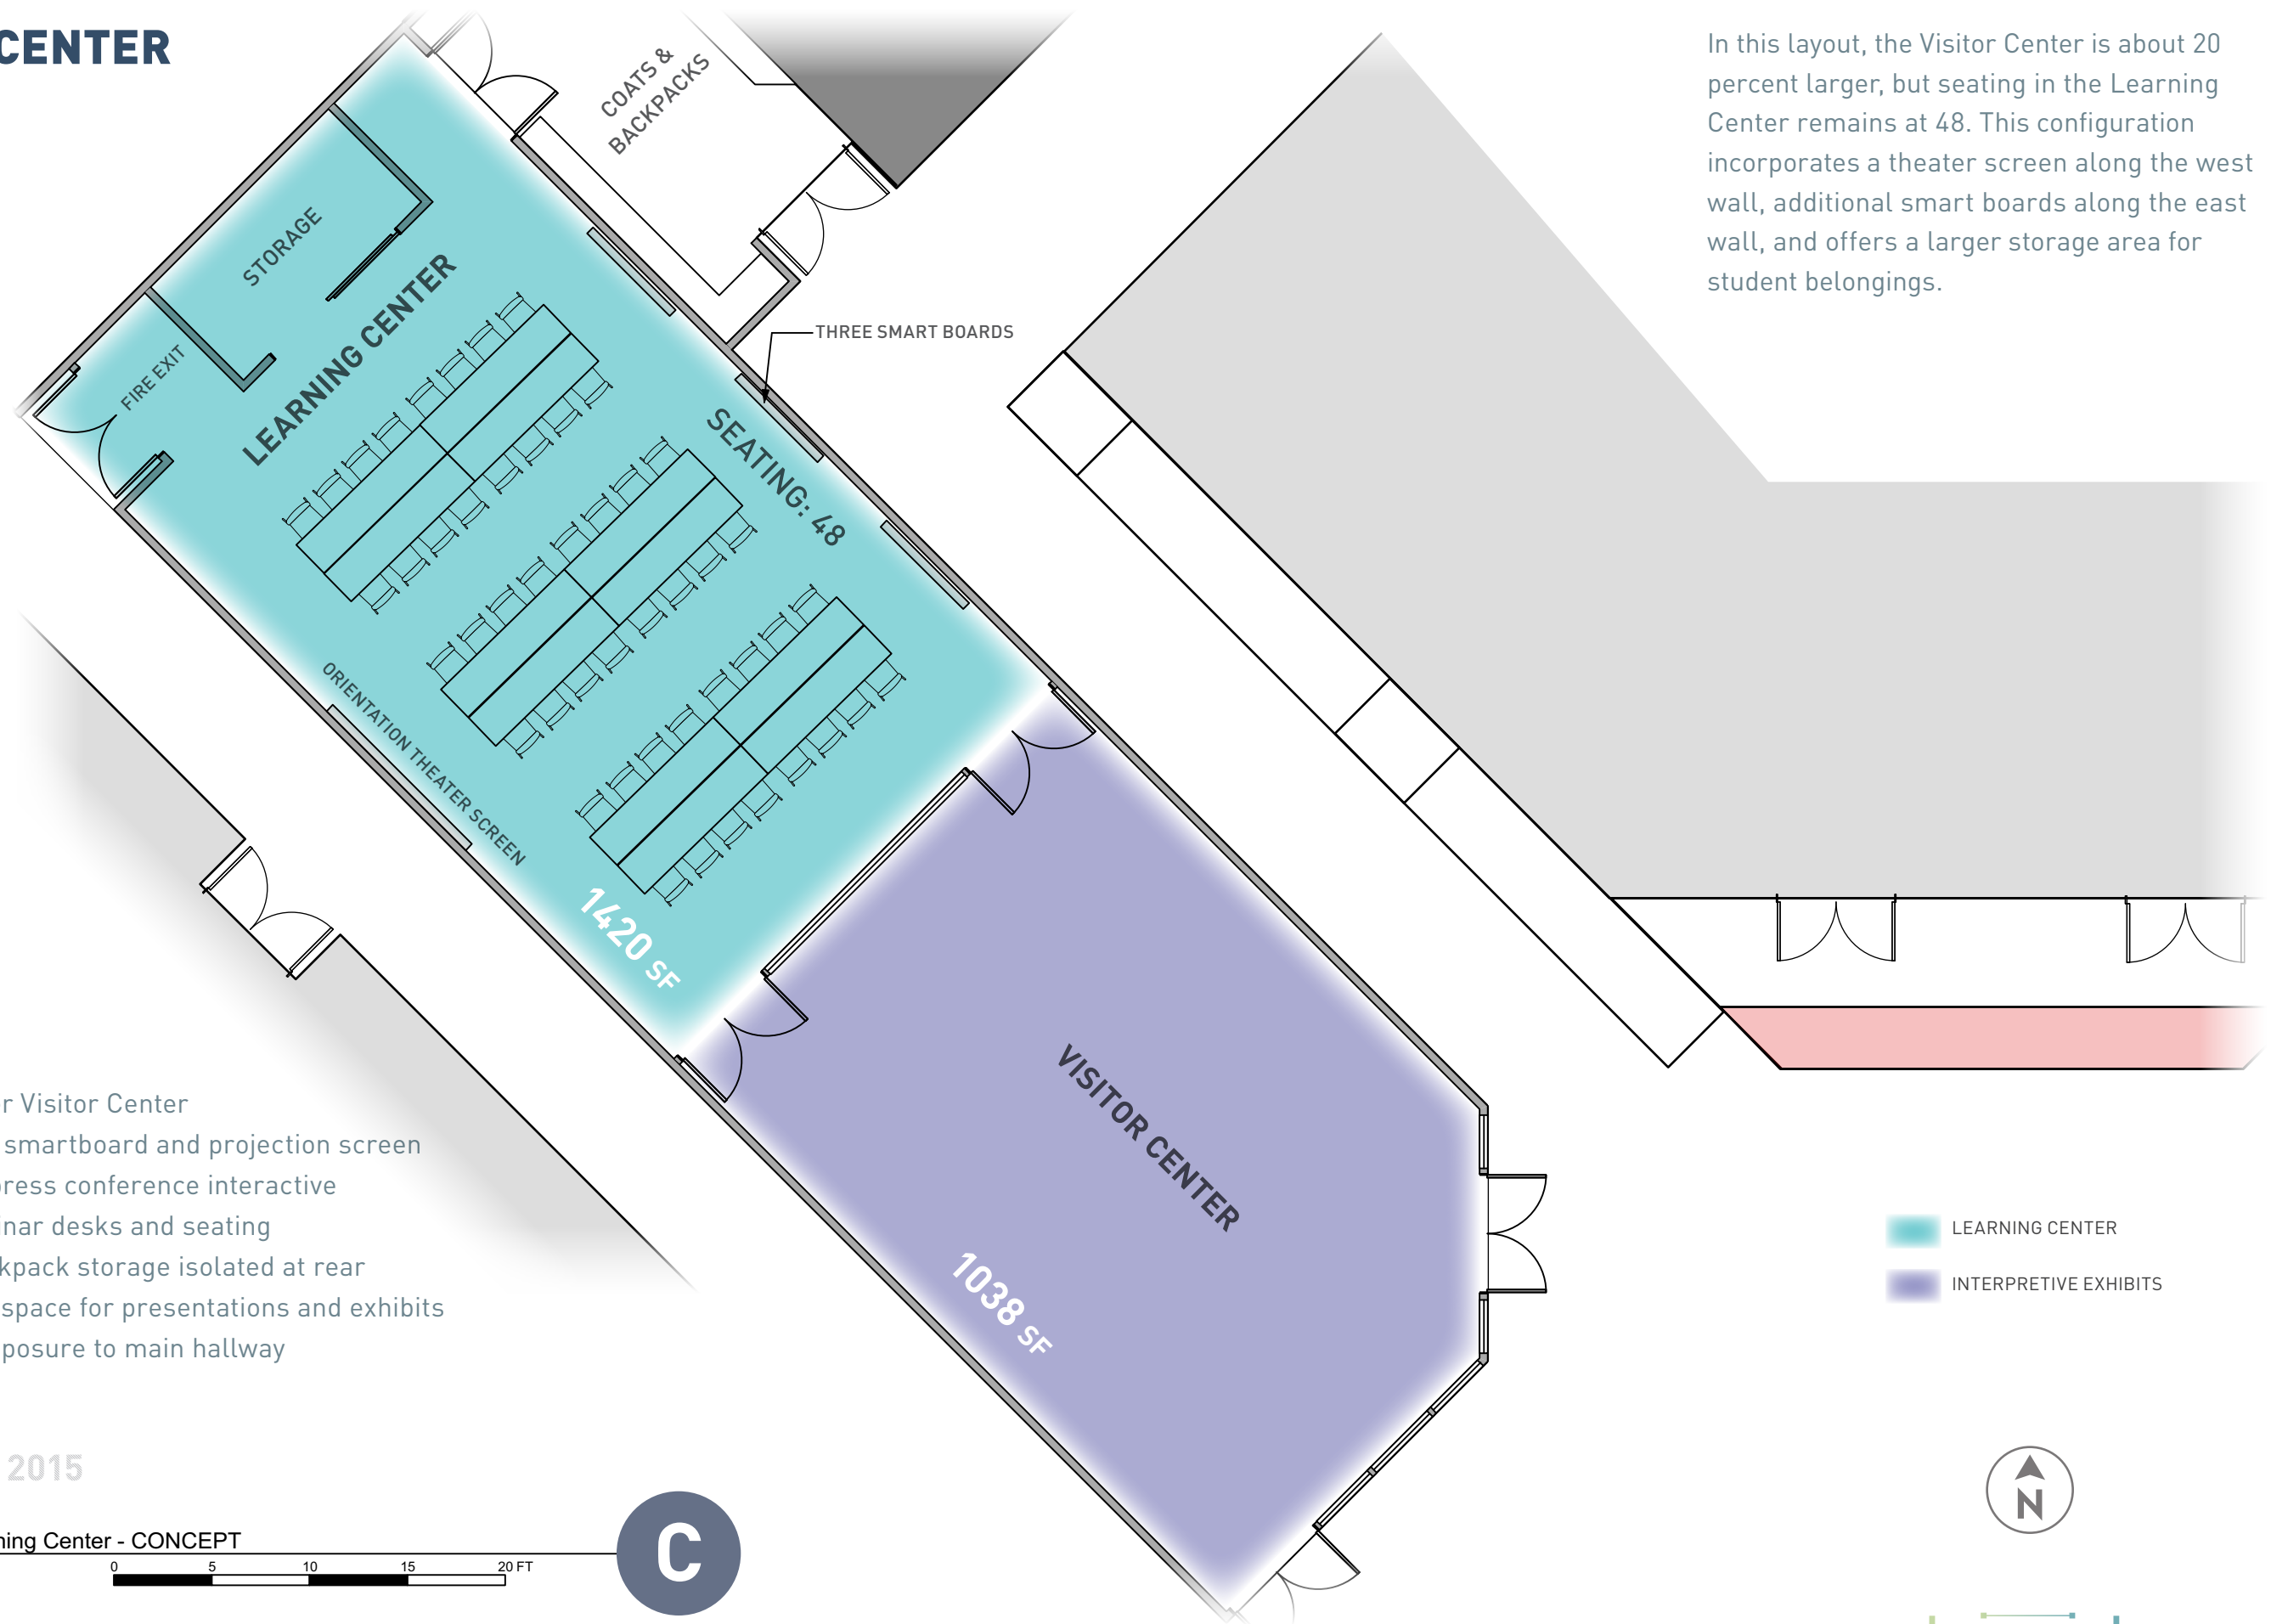 CENTER
In this layout, the Visitor Center is about 20
percent larger, but seating in the Learning
Center remains at 48. This configuration
incorporates a theater screen along the west
wall, additional smart boards along the east
wall, and offers a larger storage area for
student belongings.
COATS &
BACKPACKS
STORAGE
FIRE EXIT
LEARNING CENTER
THREE SMART BOARDS
SEATING: 48
ORIENTATION THEATER SCREEN
1420 SF
VISITOR CENTER
1038 SF
r Visitor Center
smartboard and projection screen
press conference interactive
inar desks and seating
kpack storage isolated at rear
space for presentations and exhibits
posure to main hallway
LEARNING CENTER
INTERPRETIVE EXHIBITS
2015
ning Center - CONCEPT
0 5 10 15 20 FT
C
N